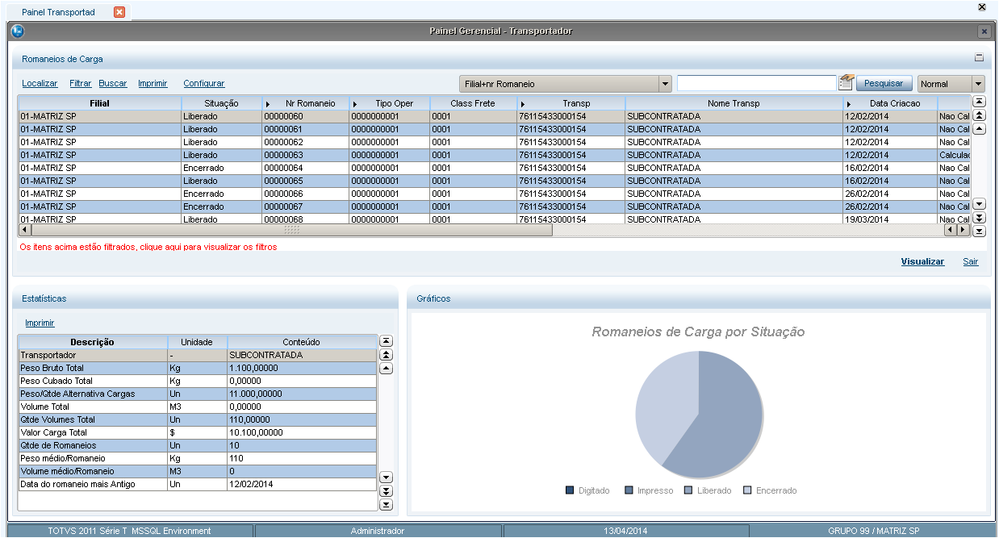 Painel Transportad
Painel Gerencial - Transportador
Romaneios de Carga
Localizar Filtrar Buscar Imprimir Configurar Filial+nr Romaneio Pesquisar Normal
Filial Situação Nr Romaneio Tipo Oper Class Frete Transp Nome Transp Data Criacao
01-MATRIZ SP Liberado 00000060 0000000001 0001 76115433000154 SUBCONTRATADA 12/02/2014 Nao Cal
01-MATRIZ SP Liberado 00000061 0000000001 0001 76115433000154 SUBCONTRATADA 12/02/2014 Nao Cal
01-MATRIZ SP Liberado 00000062 0000000001 0001 76115433000154 SUBCONTRATADA 12/02/2014 Nao Cal
01-MATRIZ SP Liberado 00000063 0000000001 0001 76115433000154 SUBCONTRATADA 12/02/2014 Calculad
01-MATRIZ SP Encerrado 00000064 0000000001 0001 76115433000154 SUBCONTRATADA 16/02/2014 Nao Cal
01-MATRIZ SP Liberado 00000065 0000000001 0001 76115433000154 SUBCONTRATADA 16/02/2014 Nao Cal
01-MATRIZ SP Encerrado 00000066 0000000001 0001 76115433000154 SUBCONTRATADA 26/02/2014 Nao Cal
01-MATRIZ SP Encerrado 00000067 0000000001 0001 76115433000154 SUBCONTRATADA 26/02/2014 Nao Cal
01-MATRIZ SP Liberado 00000068 0000000001 0001 76115433000154 SUBCONTRATADA 19/03/2014 Nao Cal
Os itens acima estão filtrados, clique aqui para visualizar os filtros
Visualizar Sair
Estatísticas
Imprimir
Descrição Unidade Conteúdo
Transportador - SUBCONTRATADA
Peso Bruto Total Kg 1.100,00000
Peso Cubado Total Kg 0,00000
Peso/Qtde Alternativa Cargas Un 11.000,00000
Volume Total M3 0,00000
Qtde Volumes Total Un 110,00000
Valor Carga Total $ 10.100,00000
Qtde de Romaneios Un 10
Peso médio/Romaneio Kg 110
Volume médio/Romaneio M3 0
Data do romaneio mais Antigo Un 12/02/2014
Gráficos
Romaneios de Carga por Situação
Digitado Impresso Liberado Encerrado
TOTVS 2011 Série T MSSQL Environment Administrador 13/04/2014 GRUPO 99 / MATRIZ SP